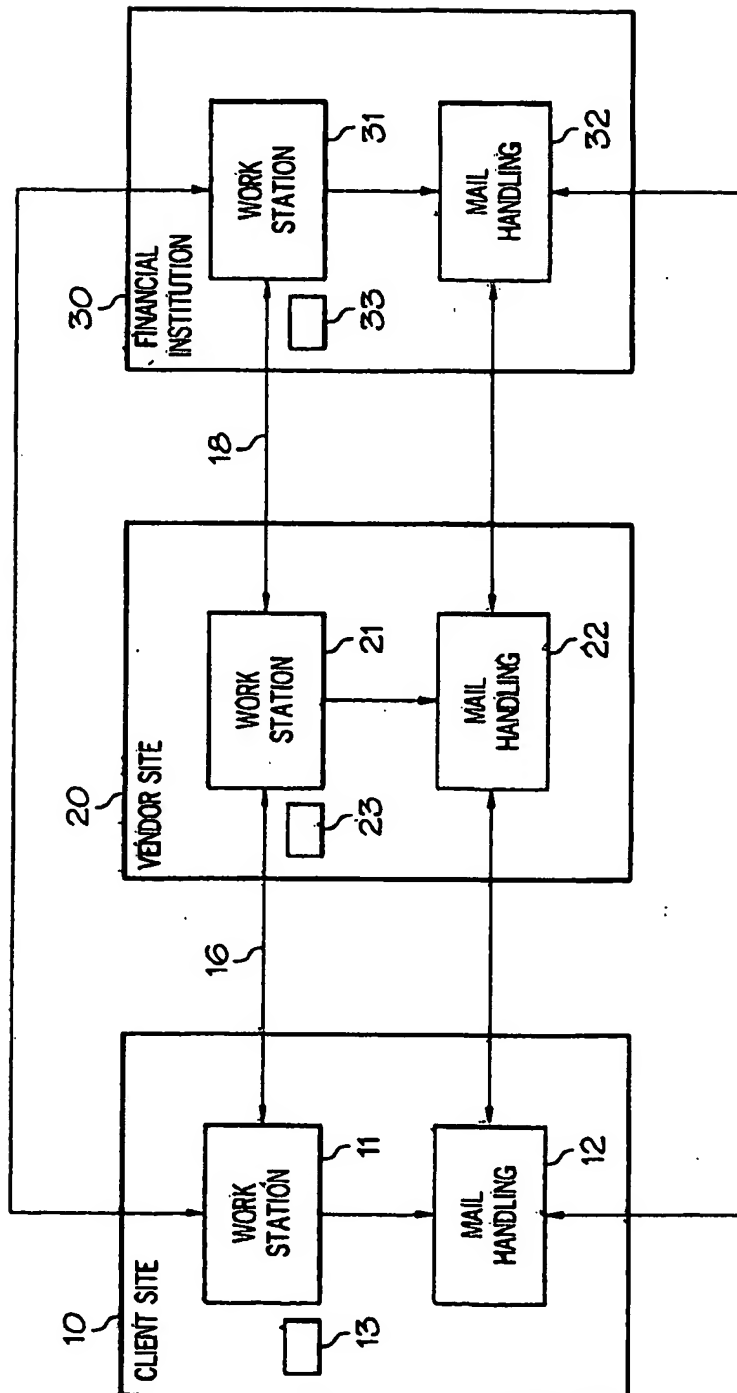 10
CLIENT SITE
WORK
STATION
11
13
MAIL
HANDLING
12
16
20
VENDOR SITE
WORK
STATION
21
23
MAIL
HANDLING
22
18
30
FINANCIAL
INSTITUTION
WORK
STATION
31
33
MAIL
HANDLING
32